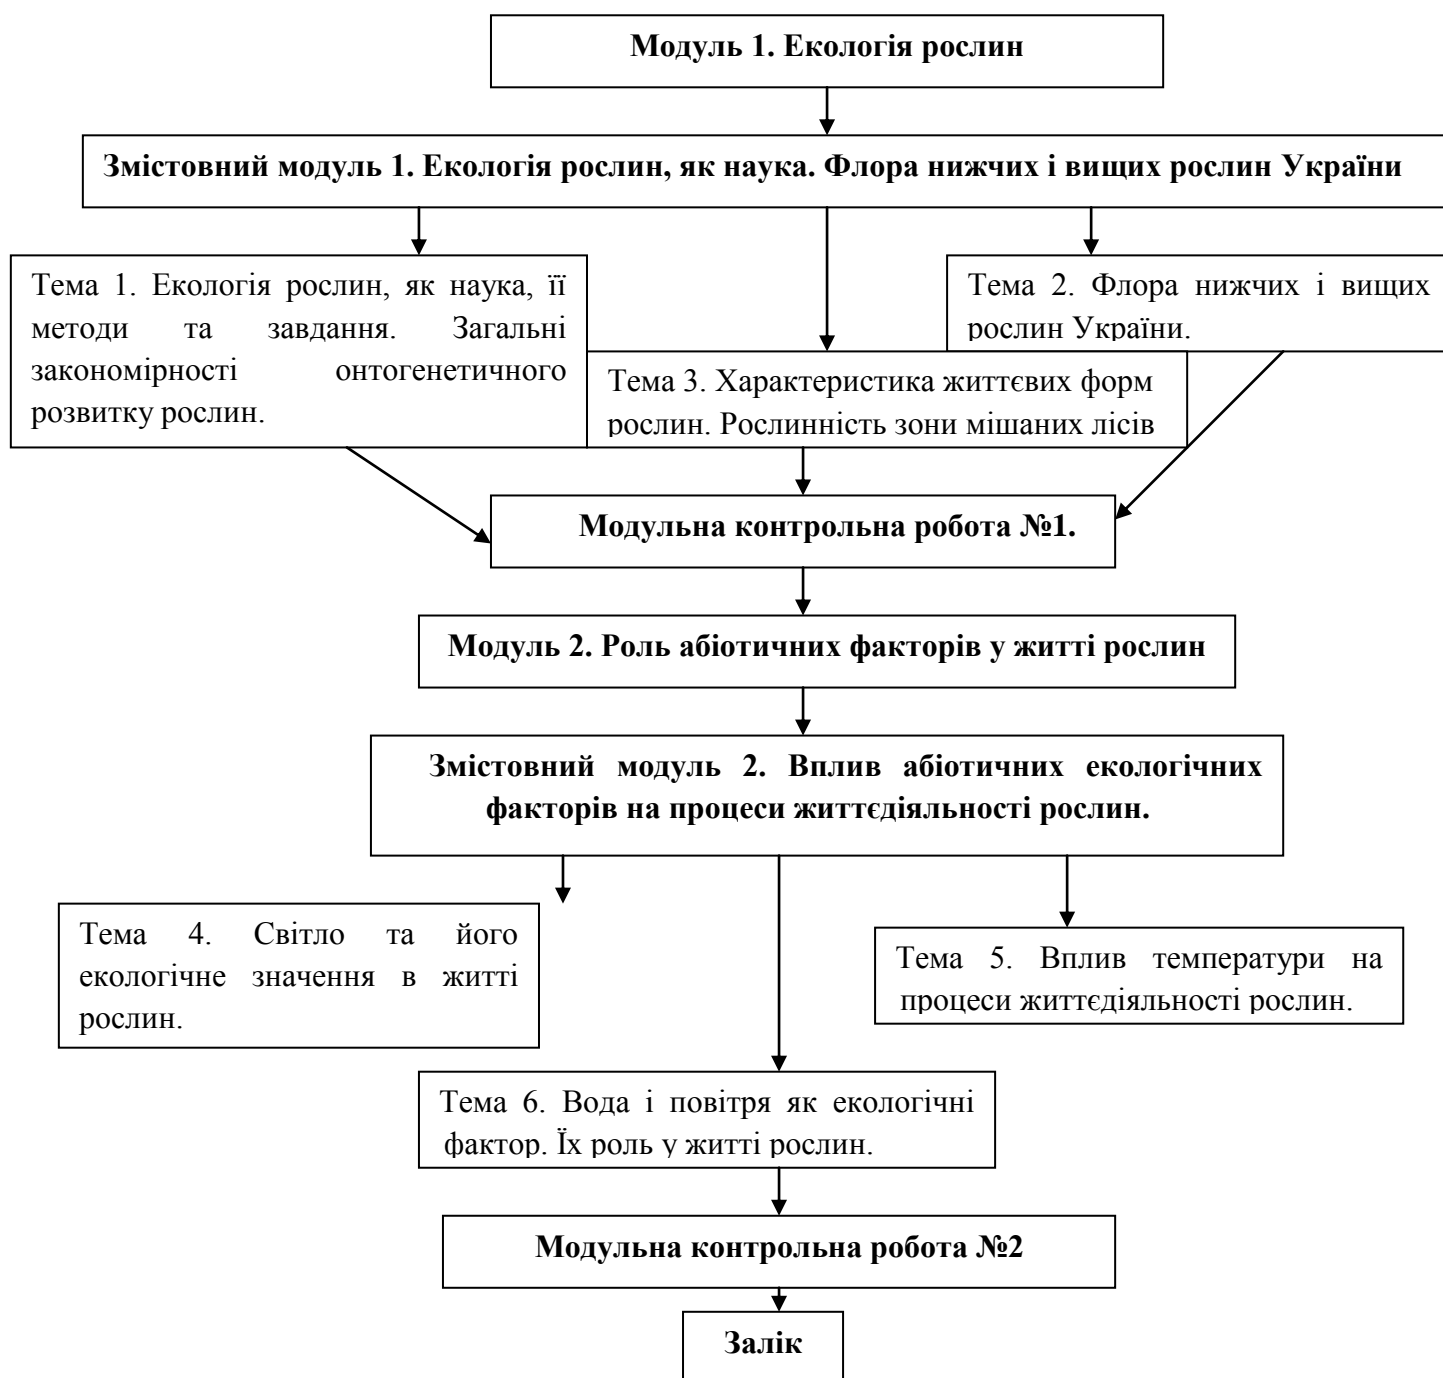 Модуль 1. Екологія рослин
Змістовний модуль 1. Екологія рослин, як наука. Флора нижчих і вищих рослин України
Тема 1. Екологія рослин, як наука, її
методи та завдання. Загальні
закономірності онтогенетичного
розвитку рослин.
Тема 2. Флора нижчих і вищих
рослин України.
Тема 3. Характеристика життєвих форм
рослин. Рослинність зони мішаних лісів
Модульна контрольна робота №1.
Модуль 2. Роль абіотичних факторів у житті рослин
Змістовний модуль 2. Вплив абіотичних екологічних
факторів на процеси життєдіяльності рослин.
Тема 4. Світло та його
екологічне значення в житті
рослин.
Тема 5. Вплив температури на
процеси життєдіяльності рослин.
Тема 6. Вода і повітря як екологічні
фактор. Їх роль у житті рослин.
Модульна контрольна робота №2
Залік